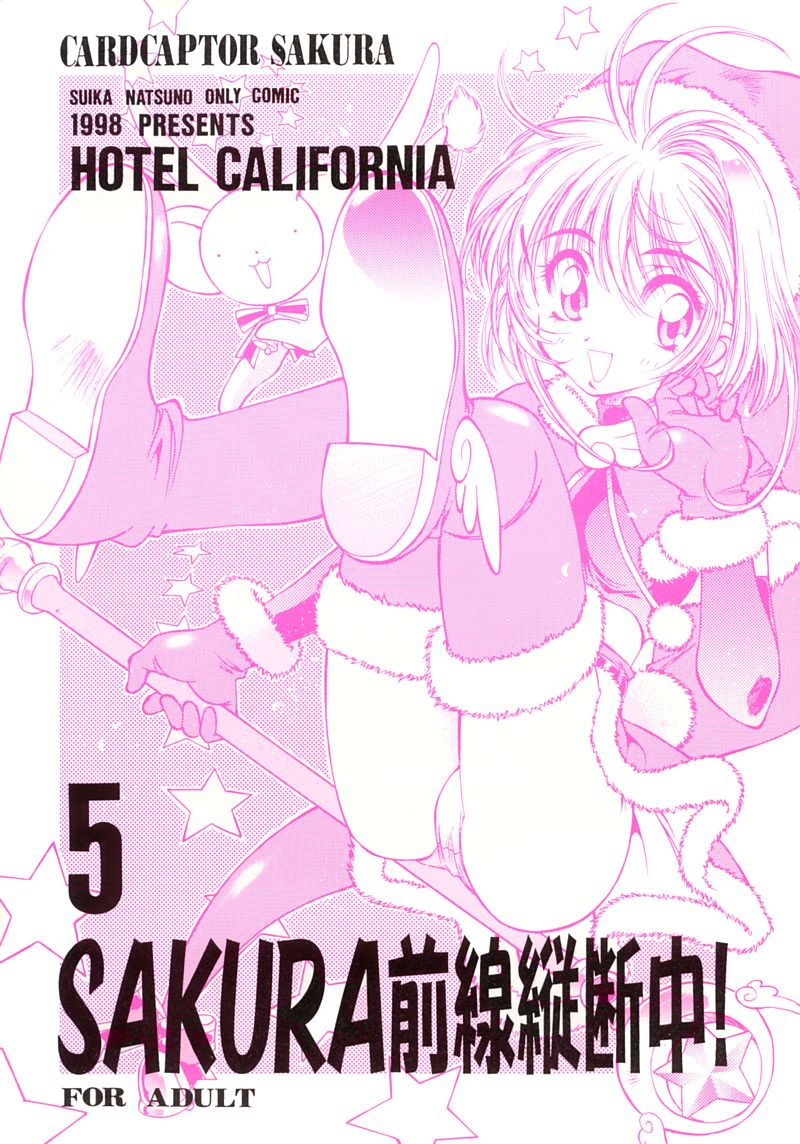 CARDCAPTOR SAKURA
SUIKA NATSUNO ONLY COMIC
1998 PRESENTS
HOTEL CALIFORNIA
5
SAKURA前線縦断中!
FOR ADULT